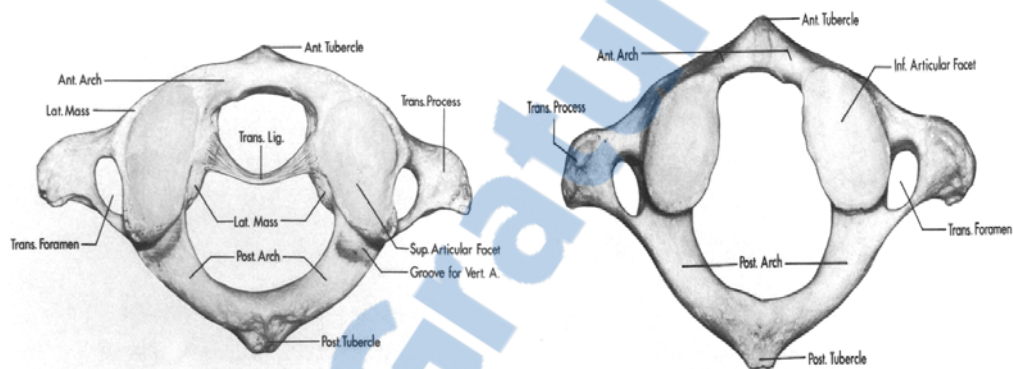 Ant. Tubercle
Ant. Arch
Lat. Mass
Trans. Process
Trans. Lig.
Lat. Mass
Trans. Foramen
Sup. Articular Facet
Groove for Vert. A.
Post. Arch
Post. Tubercle
Ant. Tubercle
Ant. Arch
Inf. Articular Facet
Trans. Process
Trans. Foramen
Post. Arch
Post. Tubercle